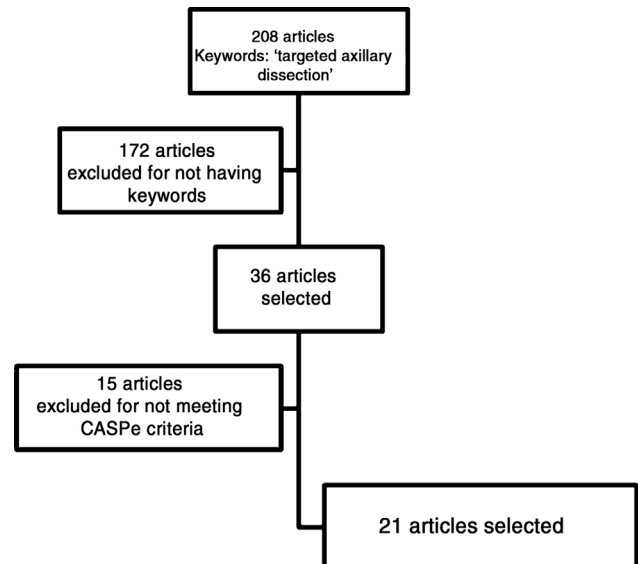 208 articles
Keywords: ‘targeted axillary
dissection’
172 articles
excluded for not having
keywords
36 articles
selected
15 articles
excluded for not meeting
CASPe criteria
21 articles selected